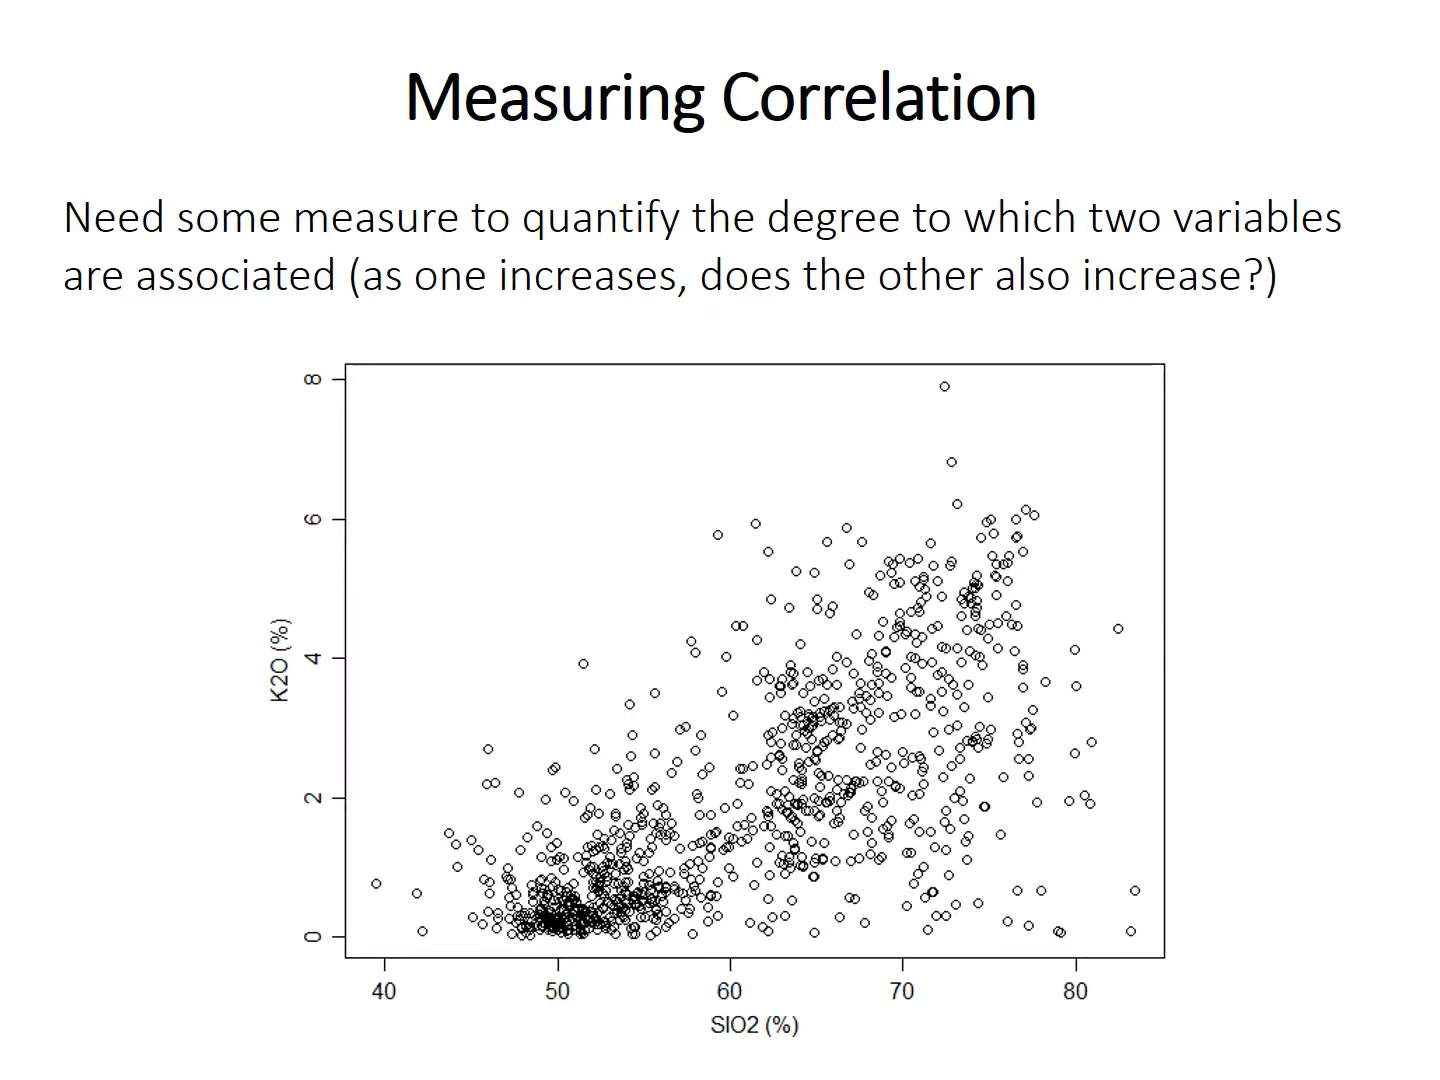 Measuring Correlation
Need some measure to quantify the degree to which two variables
are associated (as one increases, does the other also increase?)
8
6
4
2
0
K2O (%)
40 50 60 70 80
SIO2 (%)